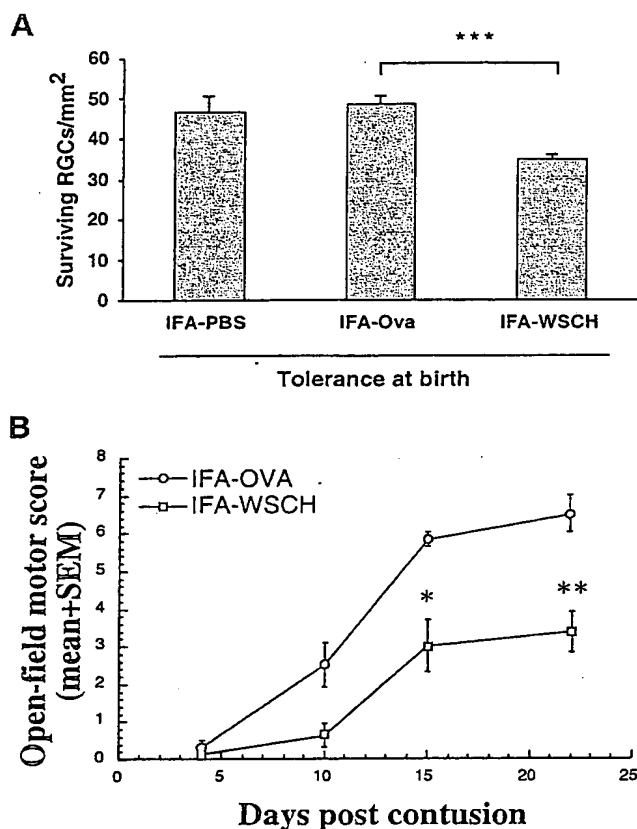 A
***
Surviving RGCs/mm²
60
50
40
30
20
10
0
IFA-PBS IFA-Ova IFA-WSCH
Tolerance at birth
B
IFA-OVA
IFA-WSCH
Open-field motor score
(mean+SEM)
8
7
6
5
4
3
2
1
0
* **
0 5 10 15 20 25
Days post contusion